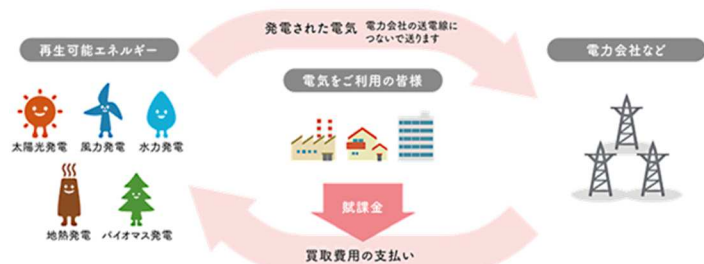 発電された電気
電力会社の送電線に
つないで送ります
再生可能エネルギー
電気をご利用の皆様
電力会社など
太陽光発電
風力発電
水力発電
地熱発電
バイオマス発電
賦課金
買取費用の支払い